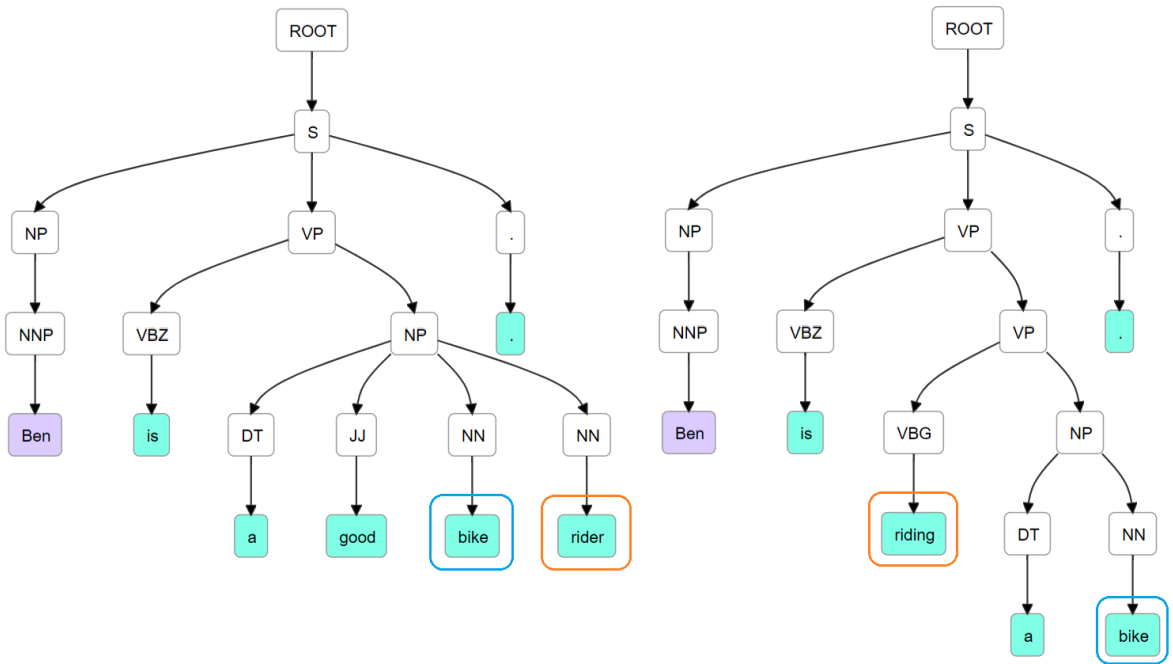 ROOT ROOT
S S
NP VP . NP VP .
NNP VBZ NP . NNP VBZ VP .
Ben is DT JJ NN NN Ben is VBG NP
a good bike rider riding DT NN
a bike